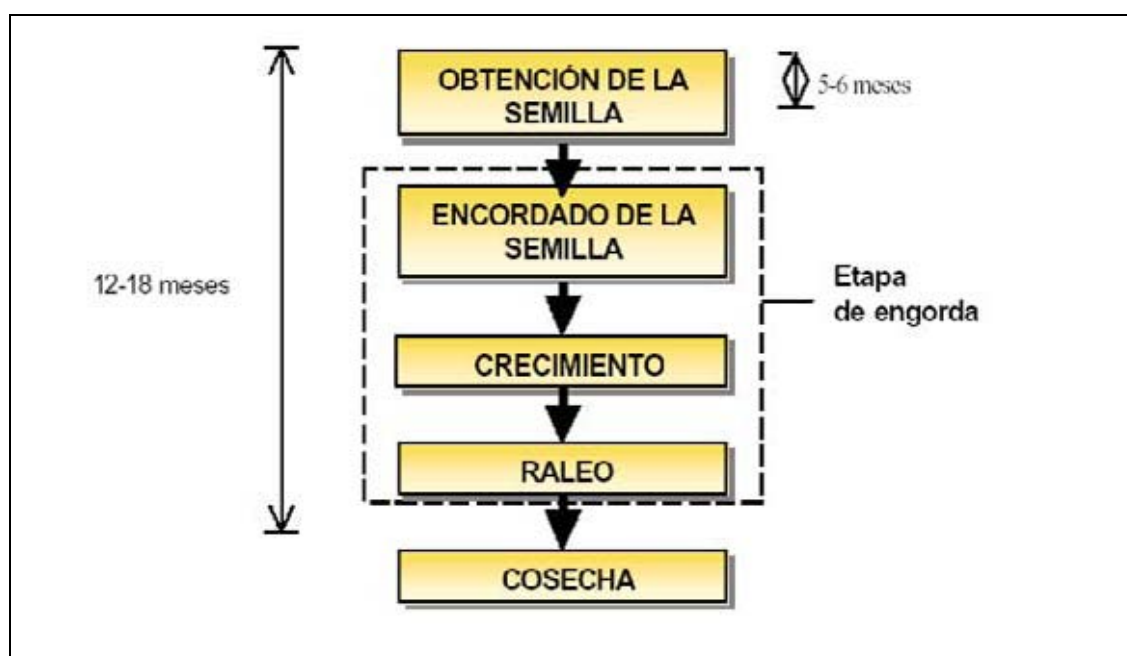 OBTENCIÓN DE LA
SEMILLA
5-6 meses
ENCORDADO DE LA
SEMILLA
12-18 meses
Etapa
de engorda
CRECIMIENTO
RALEO
COSECHA